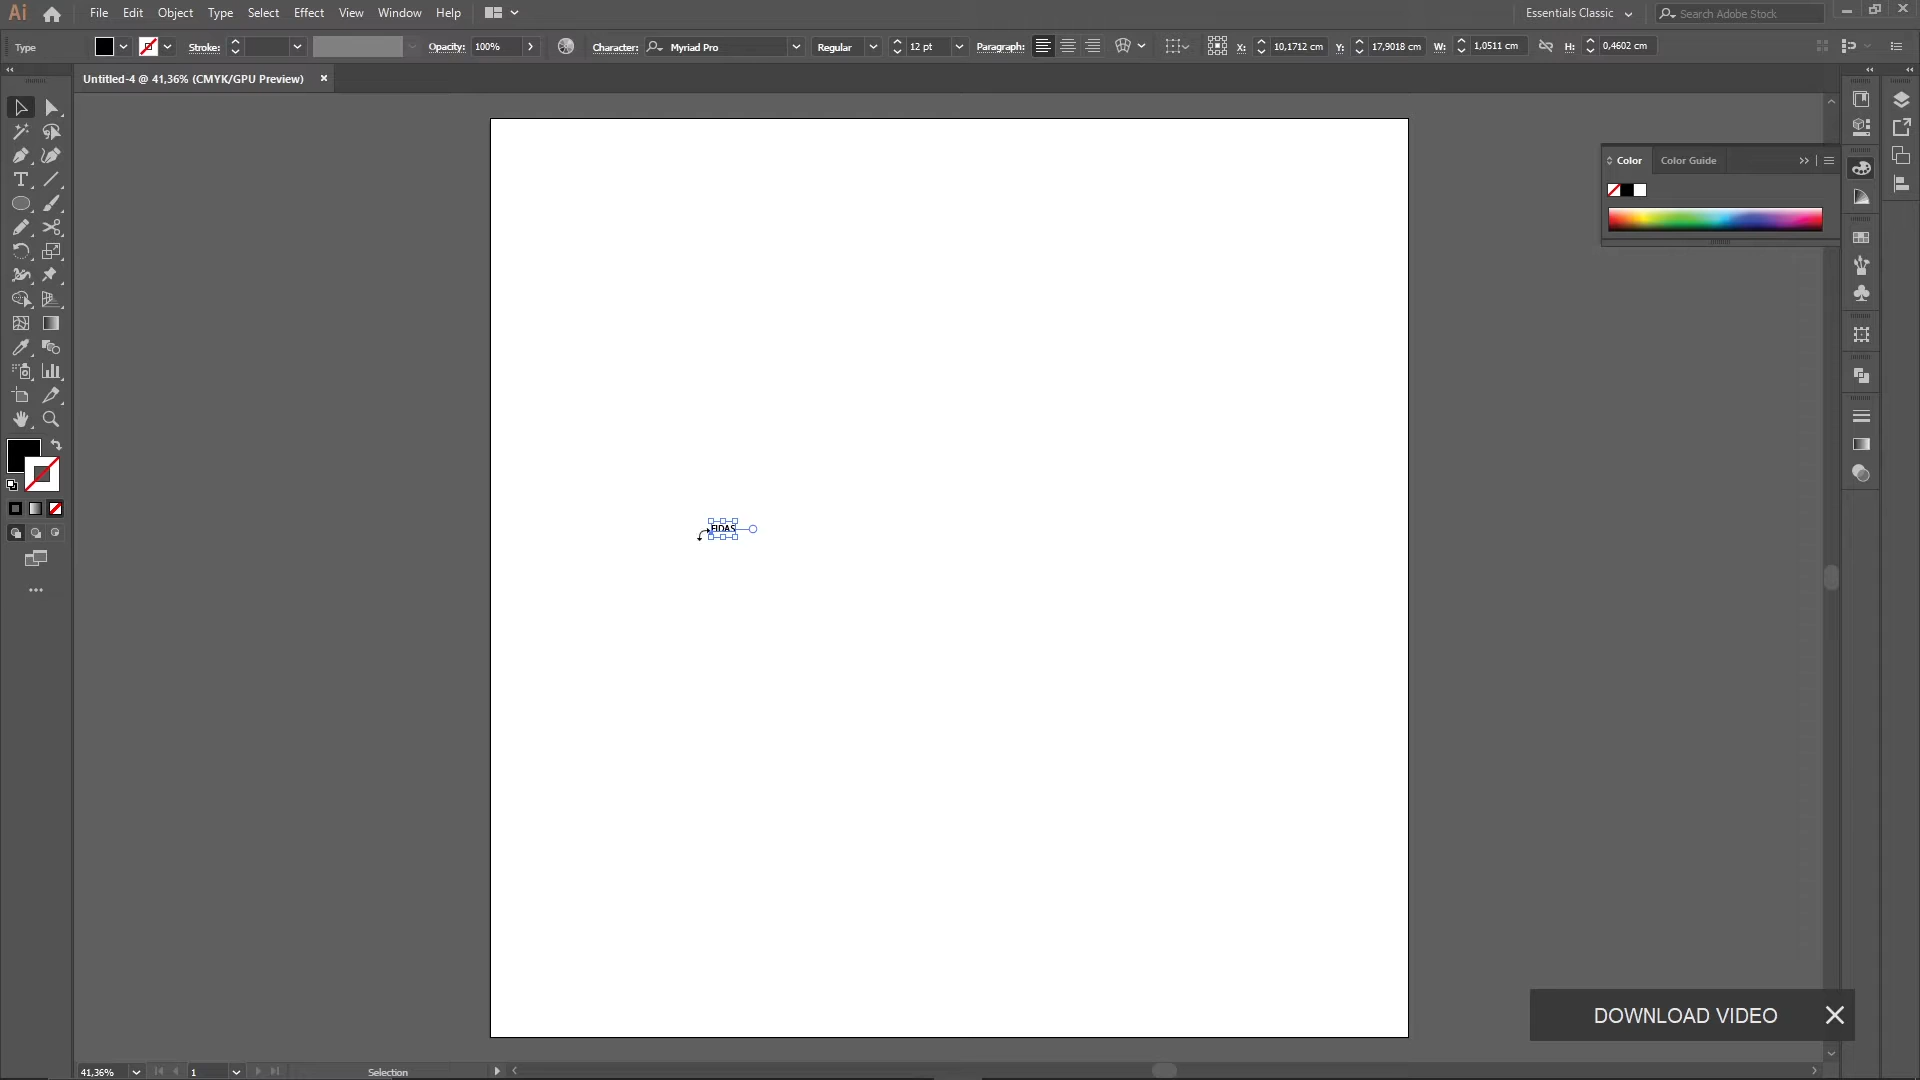 Ai File Edit Object Type Select Effect View Window Help Essentials Classic Search Adobe Stock
Type Stroke: Opacity: 100% Character: Myriad Pro Regular 12 pt Paragraph: X: 10,1712 cm Y: 17,9018 cm W: 1,0511 cm H: 0,4602 cm
Untitled-4 @ 41,36% (CMYK/GPU Preview)
Color Color Guide
FIDAS
DOWNLOAD VIDEO
41,36% 1 Selection